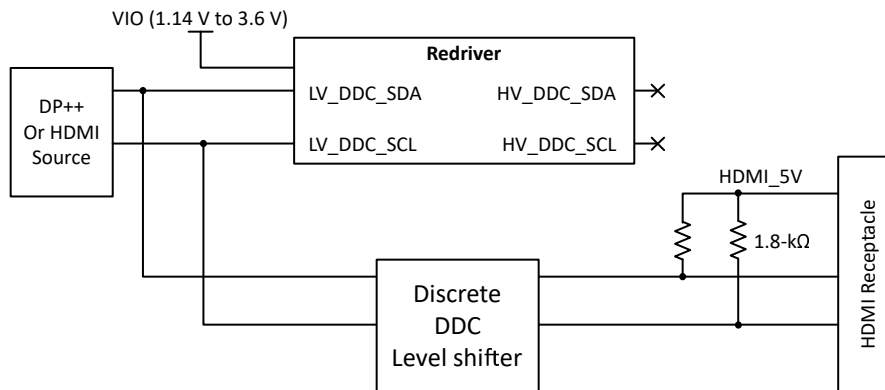 VIO (1.14 V to 3.6 V)
Redriver
DP++
Or HDMI
Source
LV_DDC_SDA
HV_DDC_SDA
LV_DDC_SCL
HV_DDC_SCL
HDMI_5V
1.8-kΩ
HDMI Receptacle
Discrete
DDC
Level shifter